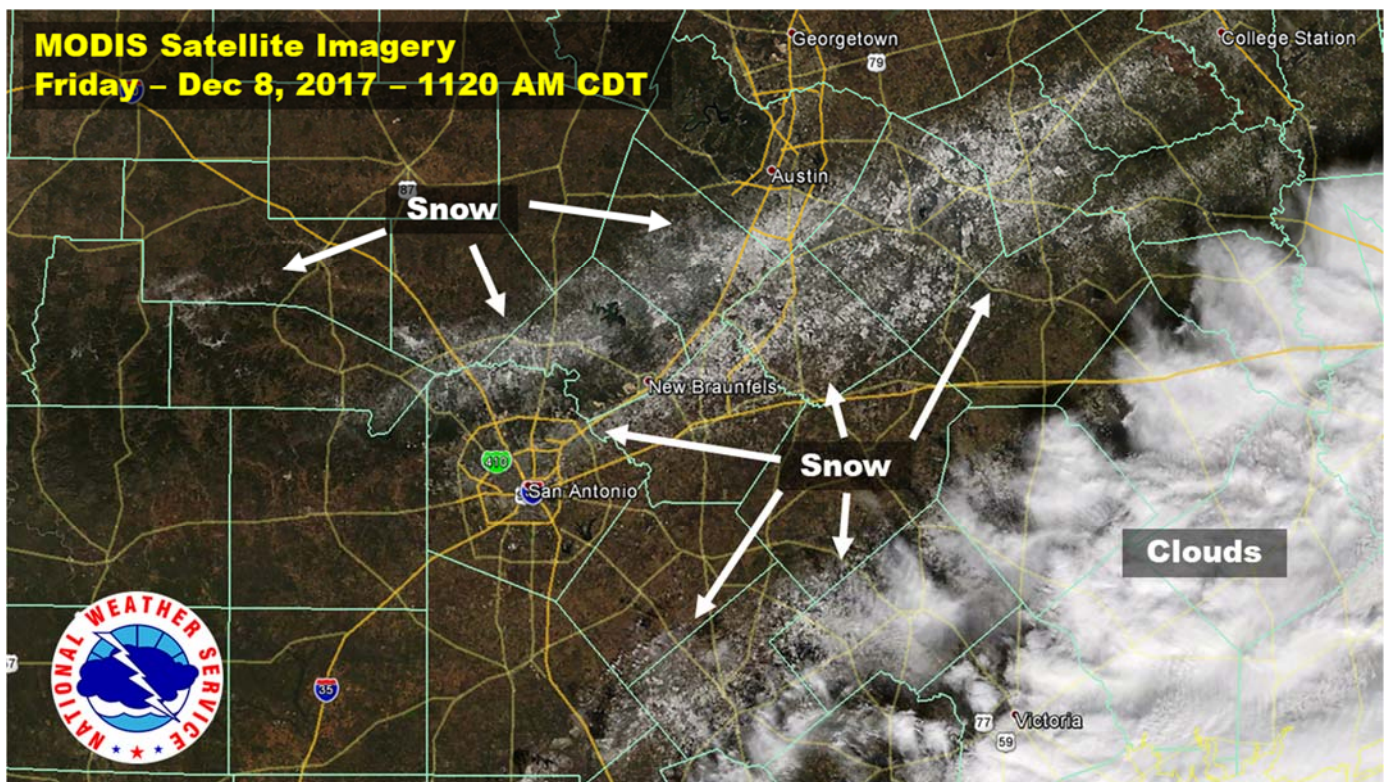 MODIS Satellite Imagery
Friday – Dec 8, 2017 – 1120 AM CDT
Georgetown
79
College Station
Austin
87
Snow
New Braunfels
Snow
410
San Antonio
Clouds
NATIONAL WEATHER SERVICE
35
77
Victoria
59